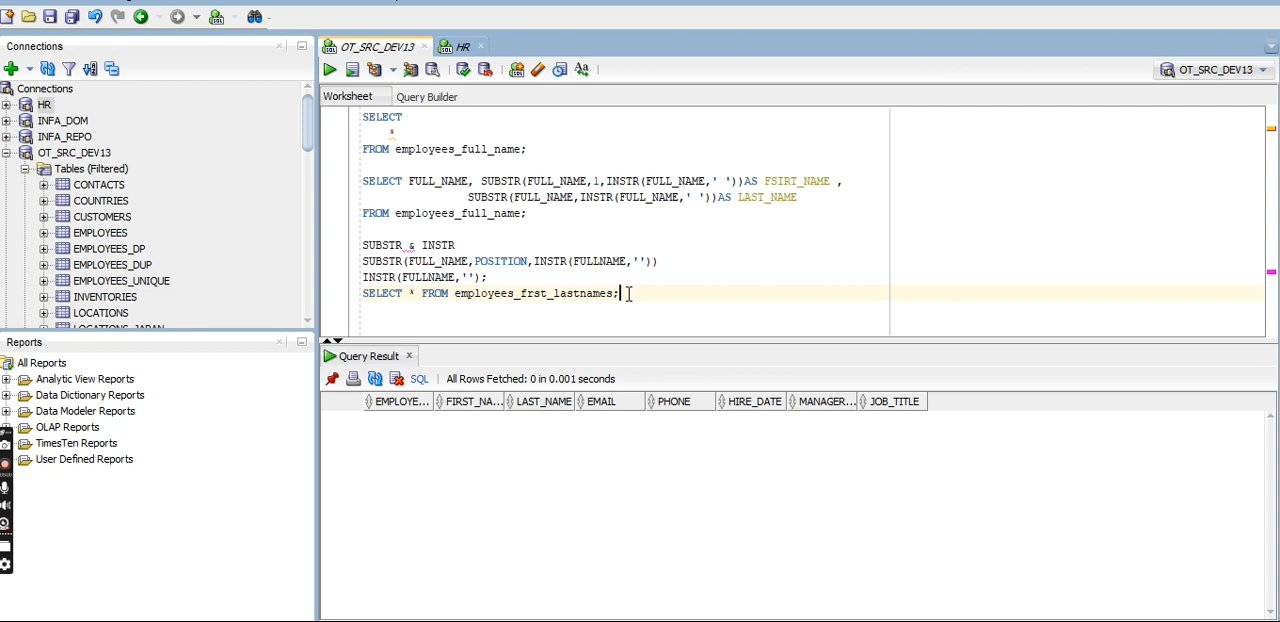 Connections
OT_SRC_DEV13
HR
OT_SRC_DEV13
Worksheet
Query Builder
Connections
HR
INFA_DOM
INFA_REPO
OT_SRC_DEV13
Tables (Filtered)
CONTACTS
COUNTRIES
CUSTOMERS
EMPLOYEES
EMPLOYEES_DP
EMPLOYEES_DUP
EMPLOYEES_UNIQUE
INVENTORIES
LOCATIONS
LOCATIONS_JAPAN
SELECT
*
FROM employees_full_name;
SELECT FULL_NAME, SUBSTR(FULL_NAME,1,INSTR(FULL_NAME,' '))AS FSIRT_NAME ,
SUBSTR(FULL_NAME,INSTR(FULL_NAME,' '))AS LAST_NAME
FROM employees_full_name;
SUBSTR & INSTR
SUBSTR(FULL_NAME,POSITION,INSTR(FULLNAME,''))
INSTR(FULLNAME,'');
SELECT * FROM employees_frst_lastnames;
Reports
All Reports
Analytic View Reports
Data Dictionary Reports
Data Modeler Reports
OLAP Reports
TimesTen Reports
User Defined Reports
Query Result
SQL | All Rows Fetched: 0 in 0.001 seconds
EMPLOYE... FIRST_NA... LAST_NAME EMAIL PHONE HIRE_DATE MANAGER... JOB_TITLE